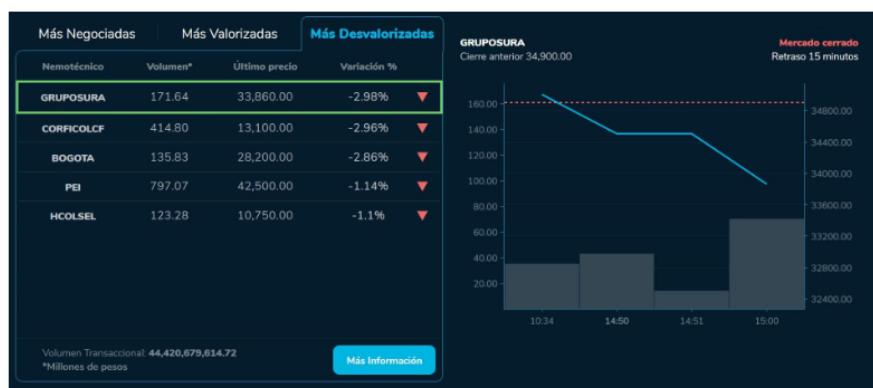 Más Negociadas Más Valorizadas Más Desvalorizadas
Nemotécnico Volumen* Último precio Variación %
GRUPOSURA 171.64 33,860.00 -2.98% ▼
CORFICOLCF 414.80 13,100.00 -2.96% ▼
BOGOTA 135.83 28,200.00 -2.86% ▼
PEI 797.07 42,500.00 -1.14% ▼
HCOLSEL 123.28 10,750.00 -1.1% ▼
Volumen Transaccional: 44,420,679,614.72
*Millones de pesos
Más Información
GRUPOSURA Mercado cerrado
Cierre anterior 34,900.00 Retraso 15 minutos
160.00
140.00
120.00
100.00
80.00
60.00
40.00
20.00
34800.00
34400.00
34000.00
33600.00
33200.00
32800.00
32400.00
10:34 14:50 14:51 15:00